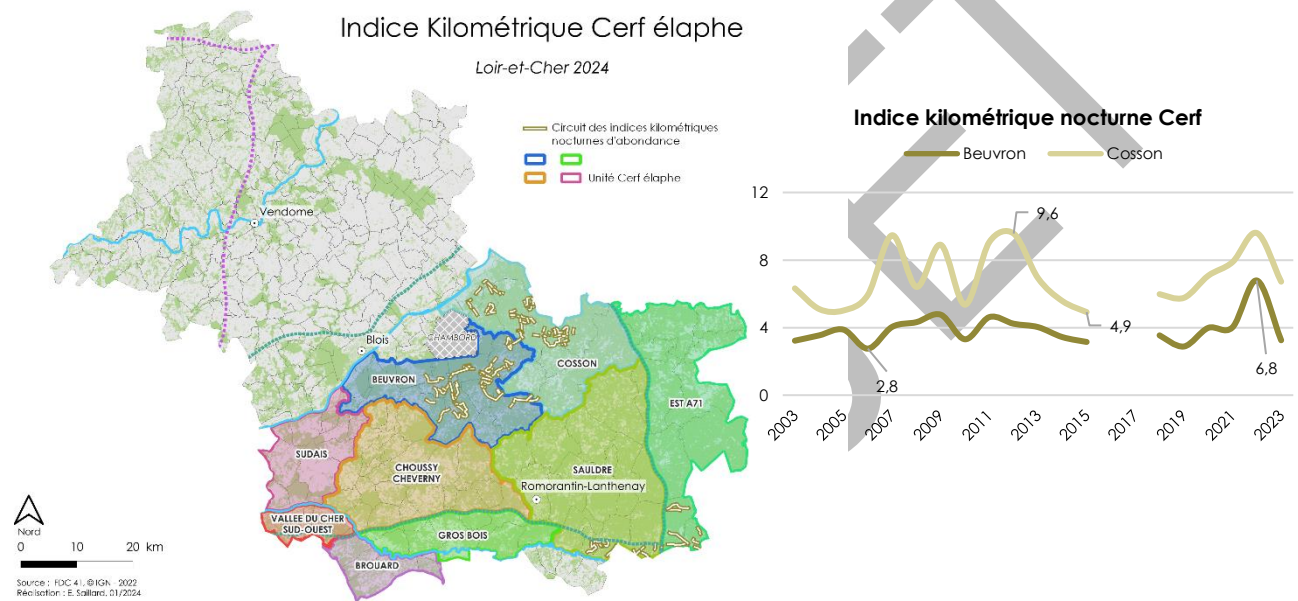 Indice Kilométrique Cerf élaphe
Loir-et-Cher 2024
Circuit des indices kilométriques
nocturnes d'abondance
Unité Cerf élaphe
Vendome
Blois
CHAMBORD
BEUVRON
COSSON
EST A71
SUDAIS
CHOUSSY
CHEVERNY
SAULDRE
Romorantin-Lanthenay
VALLEE DU CHER
SUD-OUEST
GROS BOIS
BROUARD
Nord
0 10 20 km
Source : FDC 41, @IGN - 2022
Réalisation : E. Saillard, 01/2024
Indice kilométrique nocturne Cerf
Beuvron Cosson
12
8
4
0
9,6
4,9
2,8
6,8
2003 2005 2007 2009 2011 2013 2015 2017 2019 2021 2023